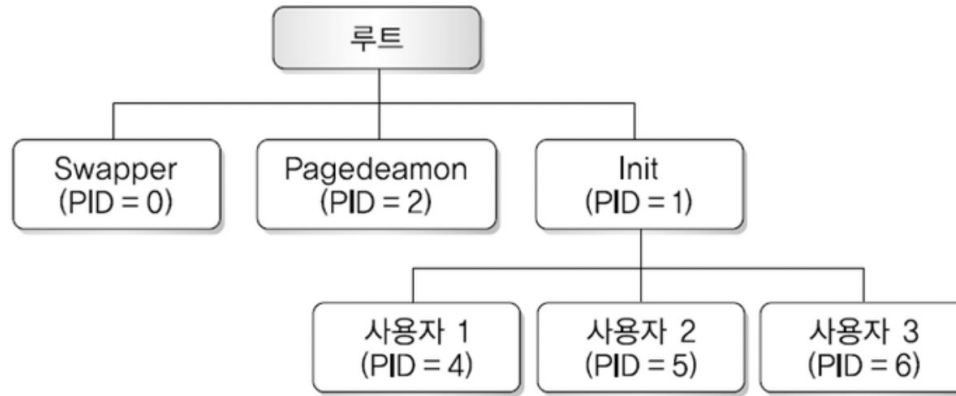 루트
Swapper
(PID = 0)
Pagedeamon
(PID = 2)
Init
(PID = 1)
사용자 1
(PID = 4)
사용자 2
(PID = 5)
사용자 3
(PID = 6)